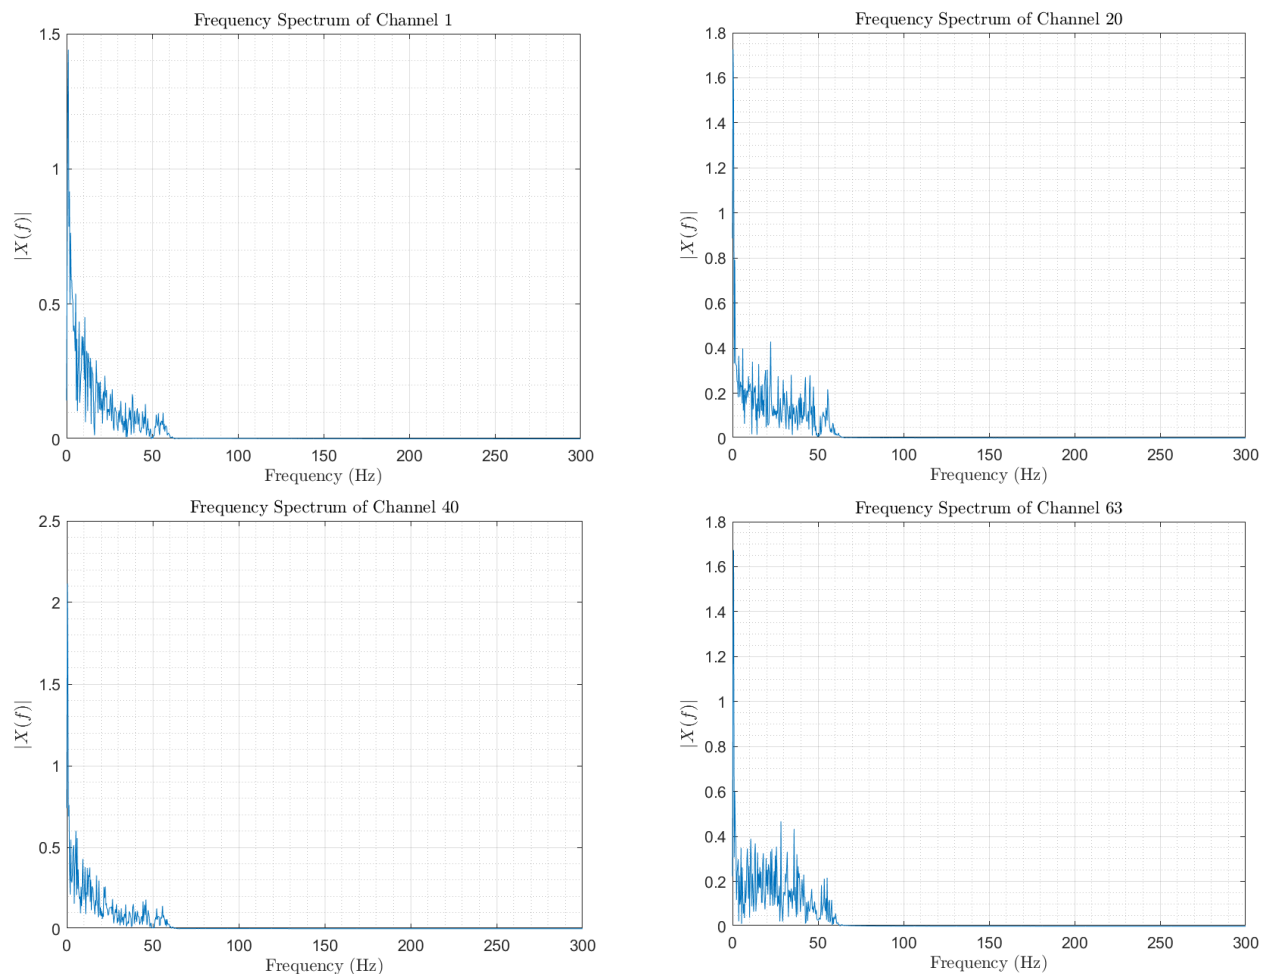 Frequency Spectrum of Channel 1
1.5
1
0.5
0
|X(f)|
0 50 100 150 200 250 300
Frequency (Hz)
Frequency Spectrum of Channel 20
1.8
1.6
1.4
1.2
1
0.8
0.6
0.4
0.2
0
|X(f)|
0 50 100 150 200 250 300
Frequency (Hz)
Frequency Spectrum of Channel 40
2.5
2
1.5
1
0.5
0
|X(f)|
0 50 100 150 200 250 300
Frequency (Hz)
Frequency Spectrum of Channel 63
1.8
1.6
1.4
1.2
1
0.8
0.6
0.4
0.2
0
|X(f)|
0 50 100 150 200 250 300
Frequency (Hz)